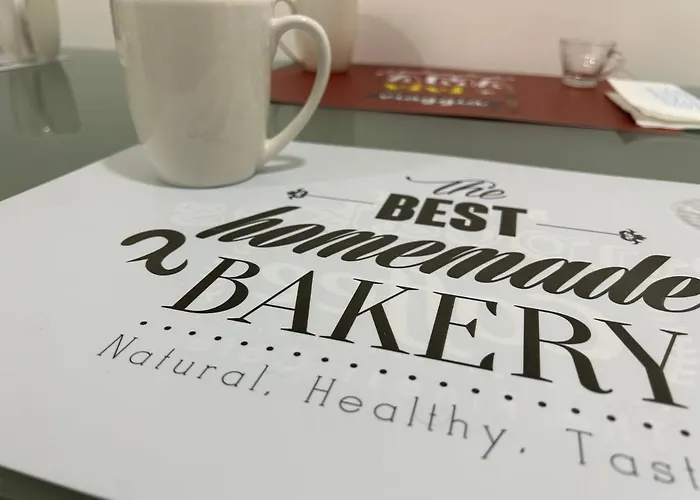 The
BEST
homemade
BAKERY
Natural, Healthy, Tast